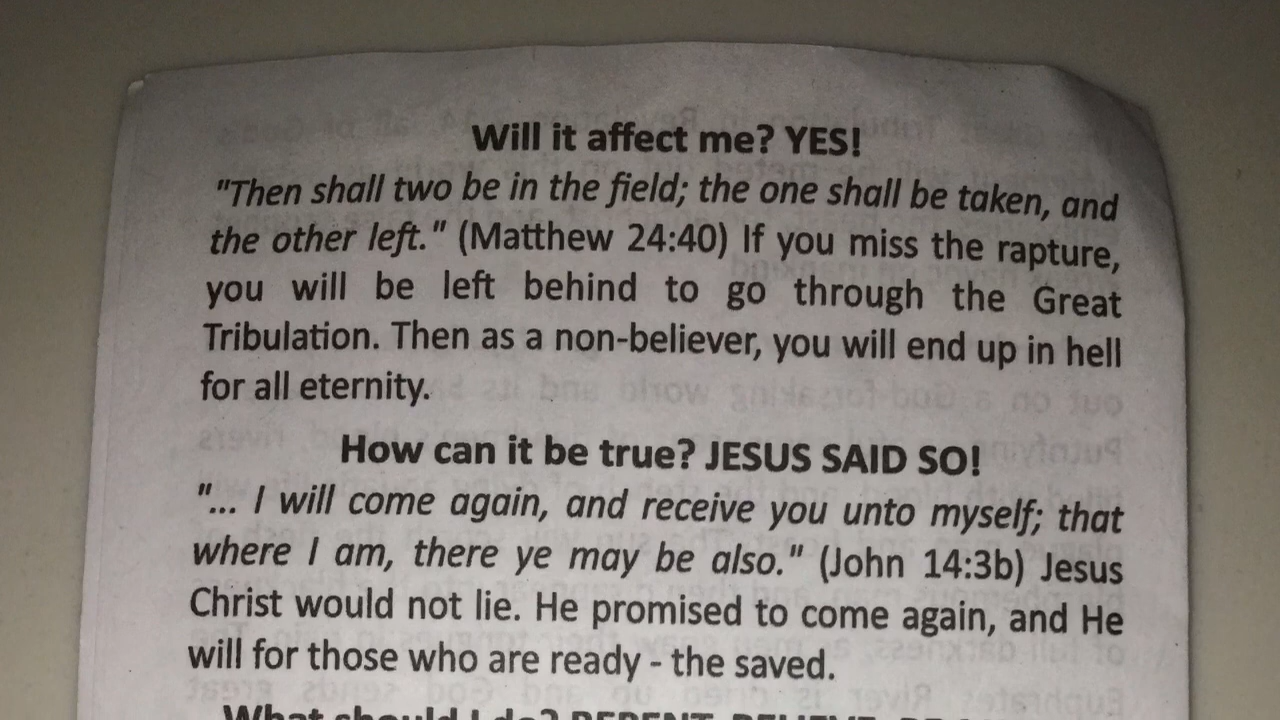 Will it affect me? YES!
"Then shall two be in the field; the one shall be taken, and
the other left." (Matthew 24:40) If you miss the rapture,
you will be left behind to go through the Great
Tribulation. Then as a non-believer, you will end up in hell
for all eternity.
How can it be true? JESUS SAID SO!
"... I will come again, and receive you unto myself; that
where I am, there ye may be also." (John 14:3b) Jesus
Christ would not lie. He promised to come again, and He
will for those who are ready - the saved.
What should I do? REPENT, BELIEVE,